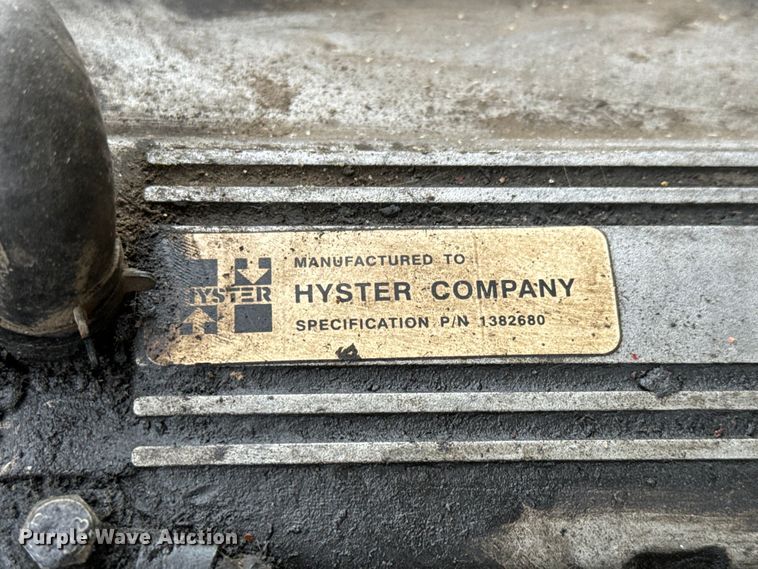 MANUFACTURED TO
HYSTER
HYSTER COMPANY
SPECIFICATION P/N 1382680
Purple Wave Auction